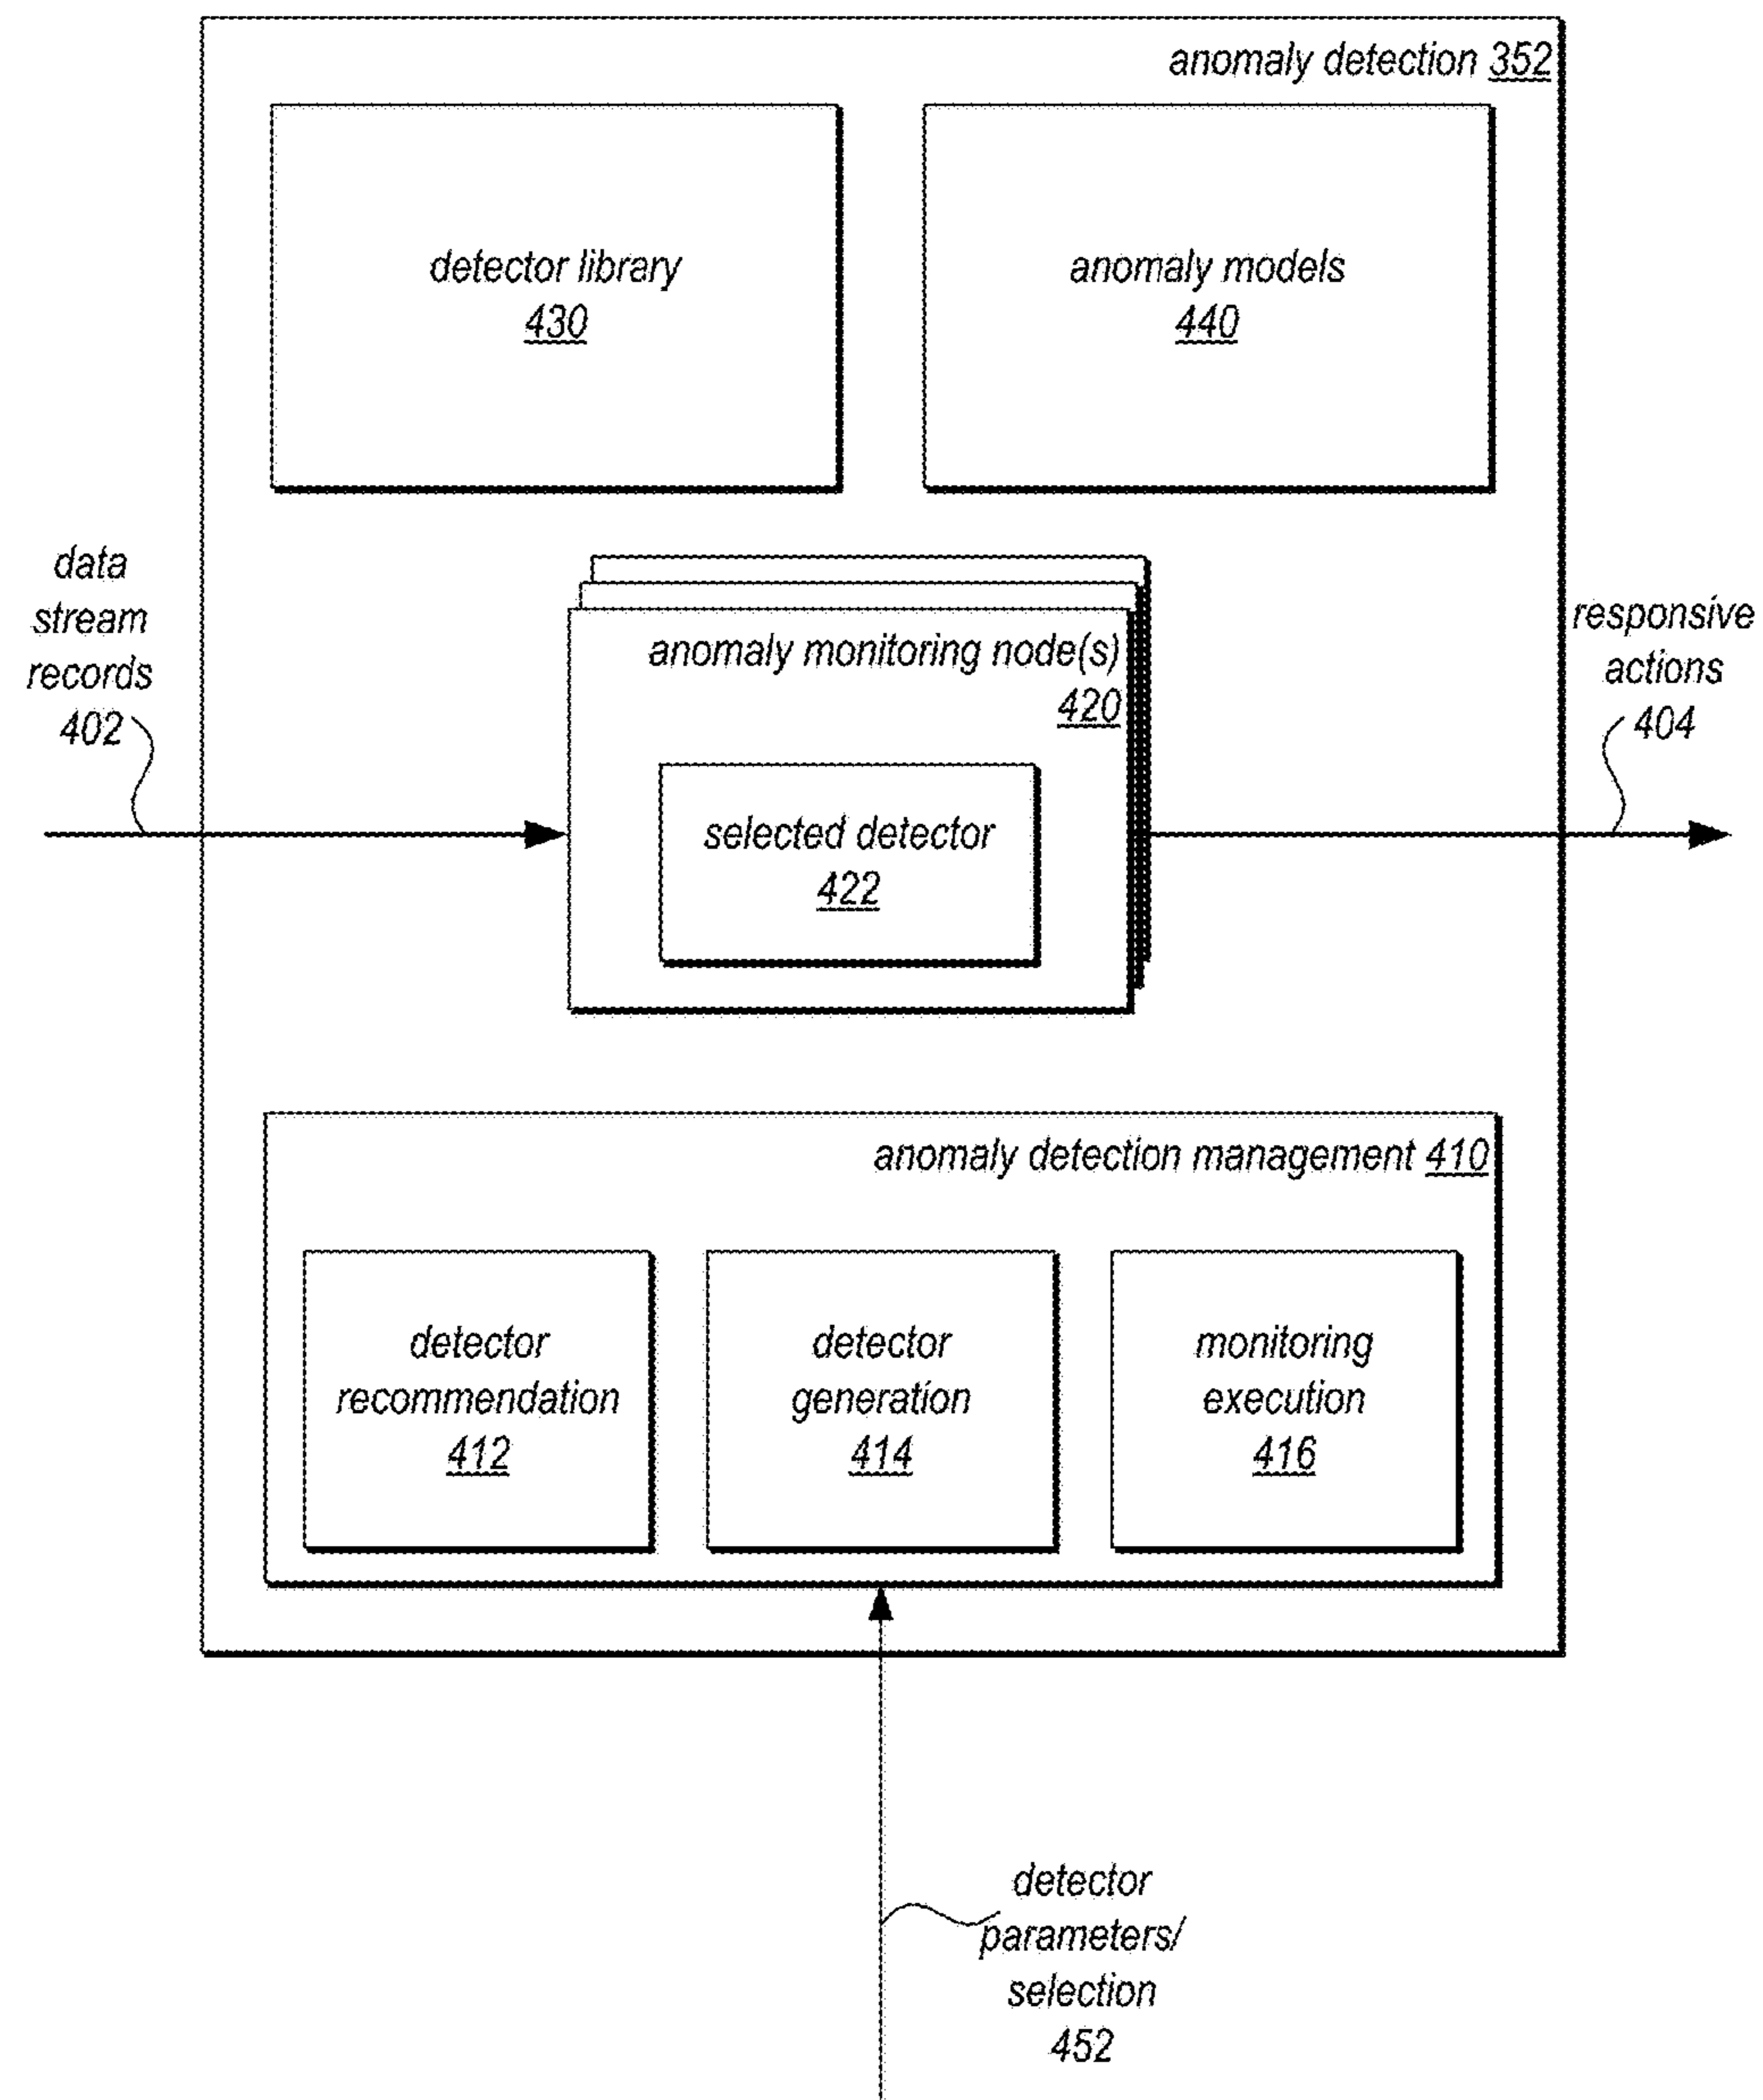 anomaly detection 352
detector library
430
anomaly models
440
data
stream
records
402
anomaly monitoring node(s)
420
selected detector
422
responsive
actions
404
anomaly detection management 410
detector
recommendation
412
detector
generation
414
monitoring
execution
416
detector
parameters/
selection
452